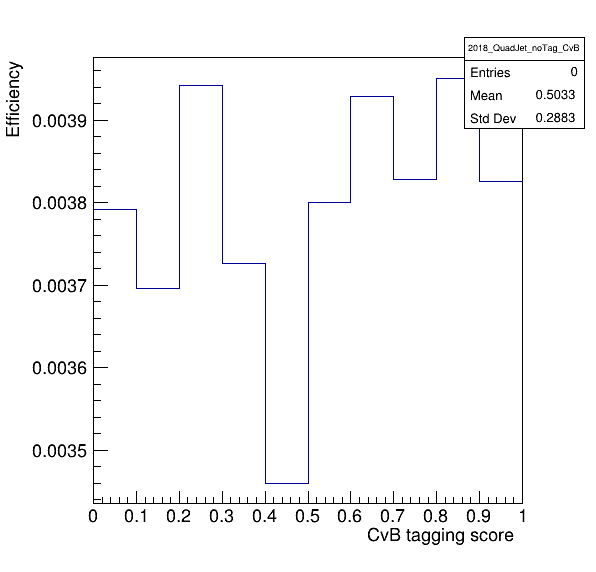 2018_QuadJet_noTag_CvB
Entries 0
Mean 0.5033
Std Dev 0.2883
Efficiency
0.0039
0.0038
0.0037
0.0036
0.0035
0 0.1 0.2 0.3 0.4 0.5 0.6 0.7 0.8 0.9 1
CvB tagging score